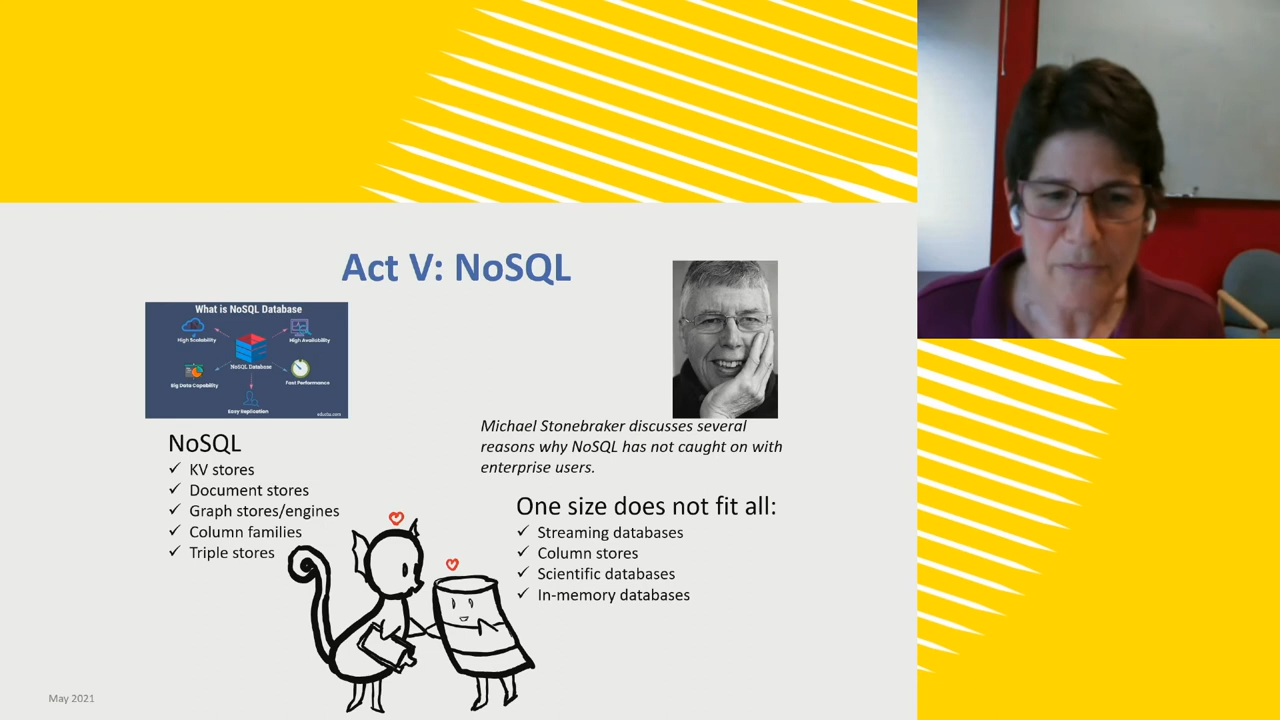 Act V: NoSQL
What is NoSQL Database
High Scalability
High Availability
NoSQL Database
Big Data Capability
Fast Performance
Easy Replication
educba.com
NoSQL
✓ KV stores
✓ Document stores
✓ Graph stores/engines
✓ Column families
✓ Triple stores
Michael Stonebraker discusses several
reasons why NoSQL has not caught on with
enterprise users.
One size does not fit all:
✓ Streaming databases
✓ Column stores
✓ Scientific databases
✓ In-memory databases
May 2021